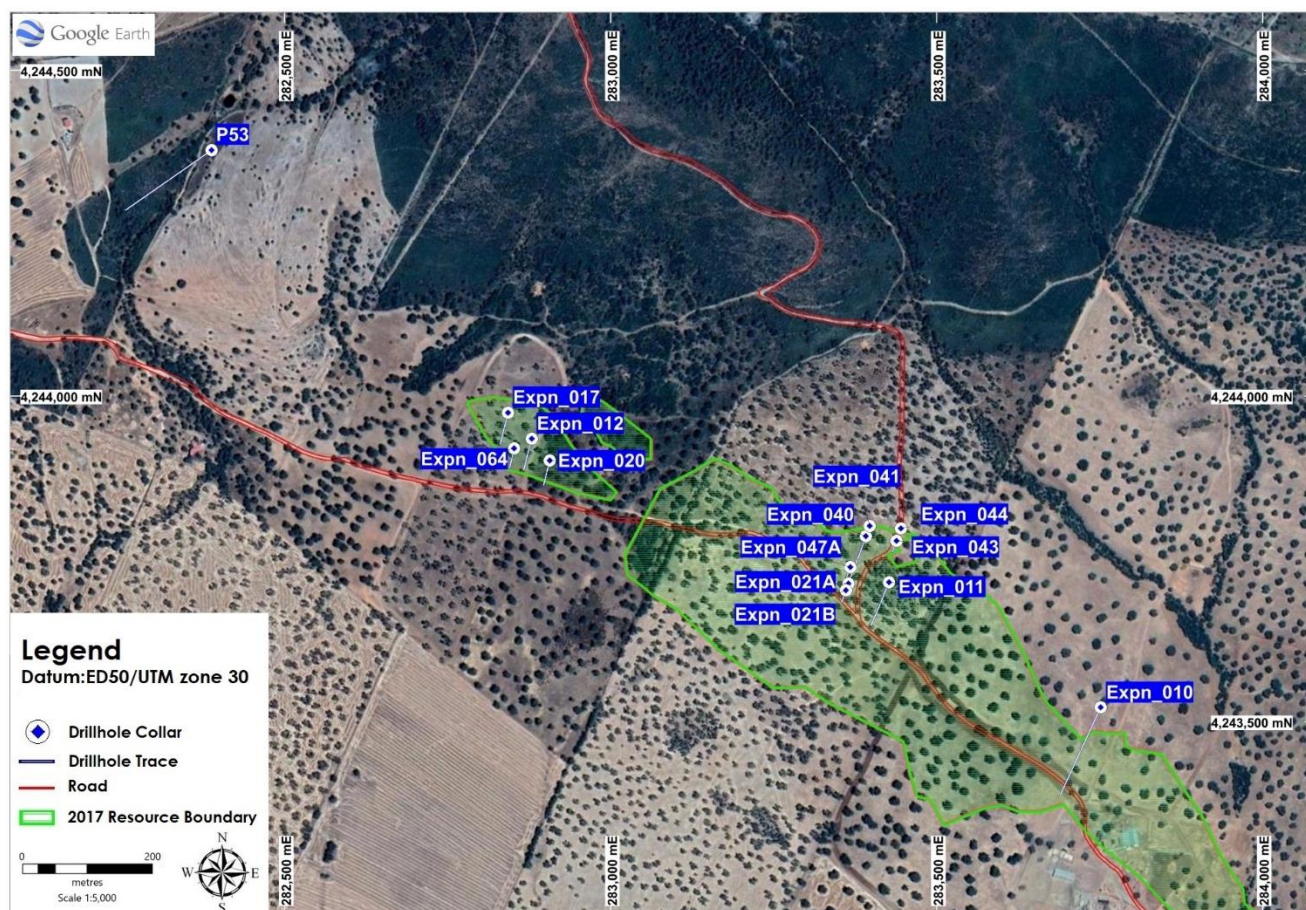 Google Earth
282,500 mE
283,000 mE
283,500 mE
284,000 mE
4,244,500 mN
P53
4,244,000 mN
4,244,000 mN
Expn_017
Expn_012
Expn_064
Expn_020
Expn_041
Expn_040
Expn_044
Expn_047A
Expn_043
Expn_021A
Expn_011
Expn_021B
Expn_010
4,243,500 mN
Legend
Datum:ED50/UTM zone 30
Drillhole Collar
Drillhole Trace
Road
2017 Resource Boundary
0 200
metres
Scale 1:5,000
N
W E
S
282,500 mE
283,000 mE
283,500 mE
284,000 mE